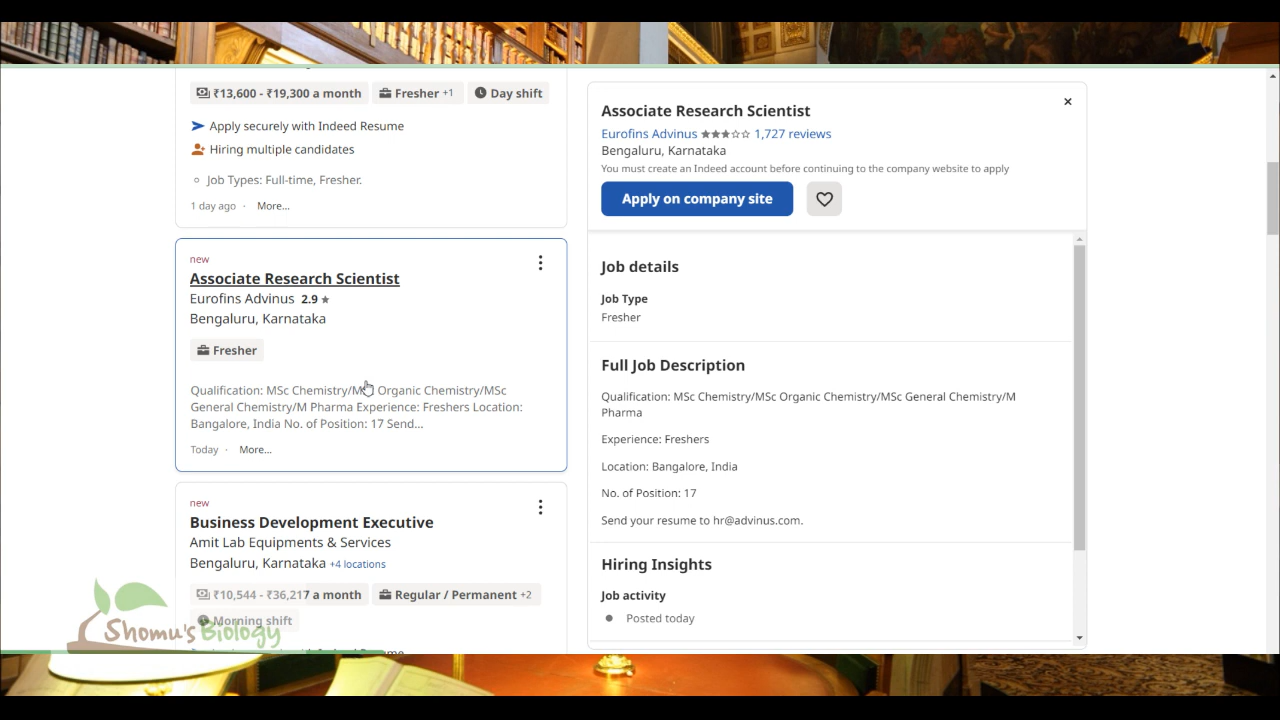 ₹13,600 - ₹19,300 a month Fresher +1 Day shift
Apply securely with Indeed Resume
Hiring multiple candidates
Job Types: Full-time, Fresher.
1 day ago · More...
new
Associate Research Scientist
Eurofins Advinus 2.9
Bengaluru, Karnataka
Fresher
Qualification: MSc Chemistry/M Organic Chemistry/MSc
General Chemistry/M Pharma Experience: Freshers Location:
Bangalore, India No. of Position: 17 Send...
Today · More...
new
Business Development Executive
Amit Lab Equipments & Services
Bengaluru, Karnataka +4 locations
₹10,544 - ₹36,217 a month Regular / Permanent +2
Morning shift
Shomu's Biology
Associate Research Scientist
Eurofins Advinus 1,727 reviews
Bengaluru, Karnataka
You must create an Indeed account before continuing to the company website to apply
Apply on company site
Job details
Job Type
Fresher
Full Job Description
Qualification: MSc Chemistry/MSc Organic Chemistry/MSc General Chemistry/M
Pharma
Experience: Freshers
Location: Bangalore, India
No. of Position: 17
Send your resume to hr@advinus.com.
Hiring Insights
Job activity
Posted today